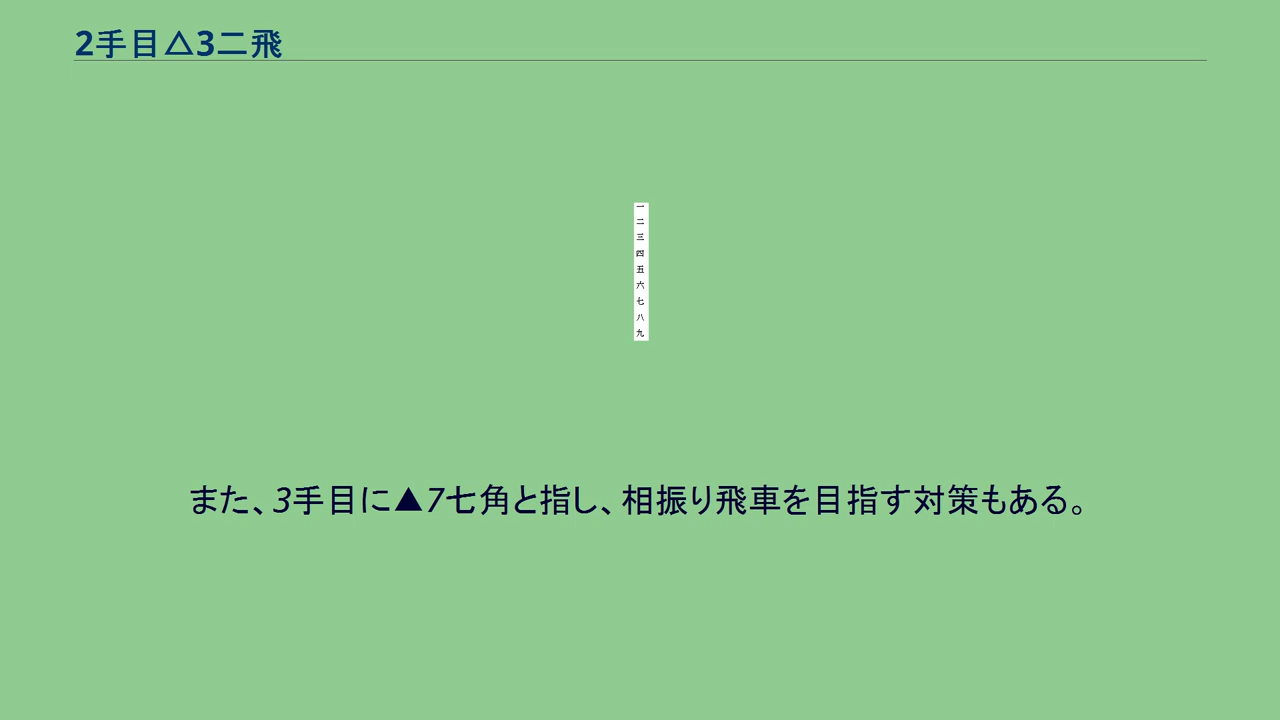 2手目△3二飛
一
二
三
四
五
六
七
八
九
また、3手目に▲7七角と指し、相振り飛車を目指す対策もある。